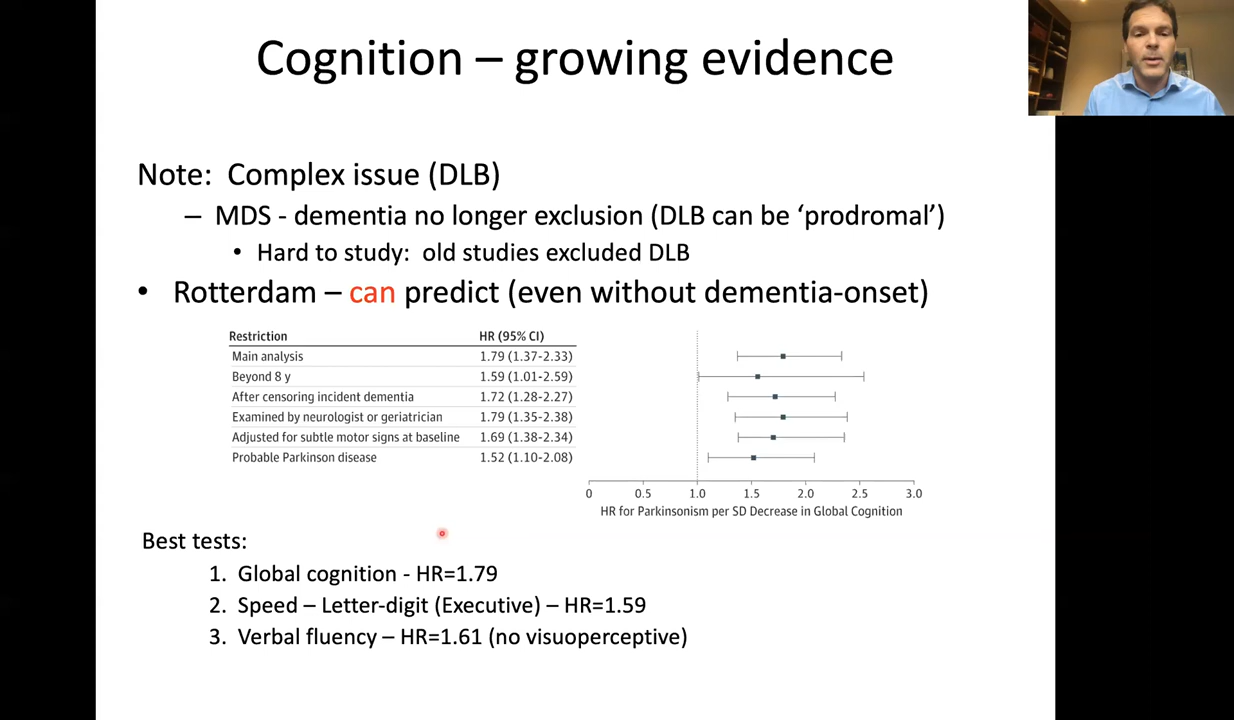 Cognition – growing evidence
Note: Complex issue (DLB)
– MDS - dementia no longer exclusion (DLB can be ‘prodromal’)
• Hard to study: old studies excluded DLB
• Rotterdam – can predict (even without dementia-onset)
Restriction HR (95% CI)
Main analysis 1.79 (1.37-2.33)
Beyond 8 y 1.59 (1.01-2.59)
After censoring incident dementia 1.72 (1.28-2.27)
Examined by neurologist or geriatrician 1.79 (1.35-2.38)
Adjusted for subtle motor signs at baseline 1.69 (1.38-2.34)
Probable Parkinson disease 1.52 (1.10-2.08)
0 0.5 1.0 1.5 2.0 2.5 3.0
HR for Parkinsonism per SD Decrease in Global Cognition
Best tests:
1. Global cognition - HR=1.79
2. Speed – Letter-digit (Executive) – HR=1.59
3. Verbal fluency – HR=1.61 (no visuoperceptive)